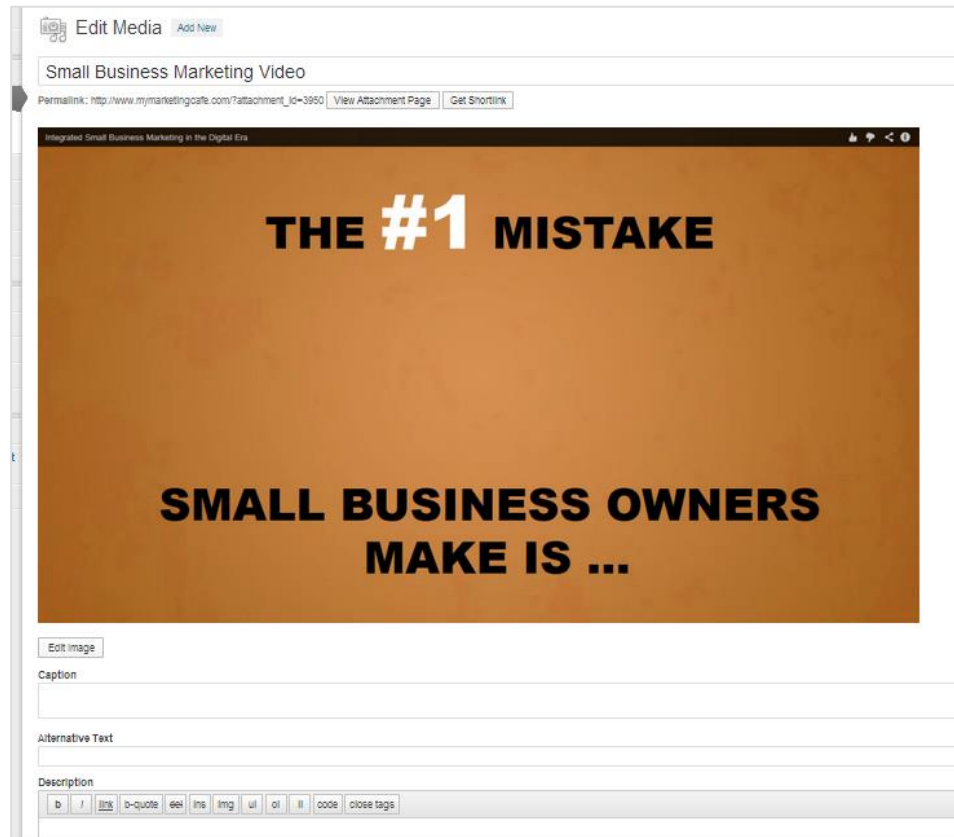 Edit Media Add New
Small Business Marketing Video
Permalink: http://www.mymarketingcafe.com/?attachment_id=3950 View Attachment Page Get Shortlink
Integrated Small Business Marketing in the Digital Era
THE #1 MISTAKE
SMALL BUSINESS OWNERS
MAKE IS ...
Edit Image
Caption
Alternative Text
Description
b i link b-quote del ins img ul ol li code close tags
t